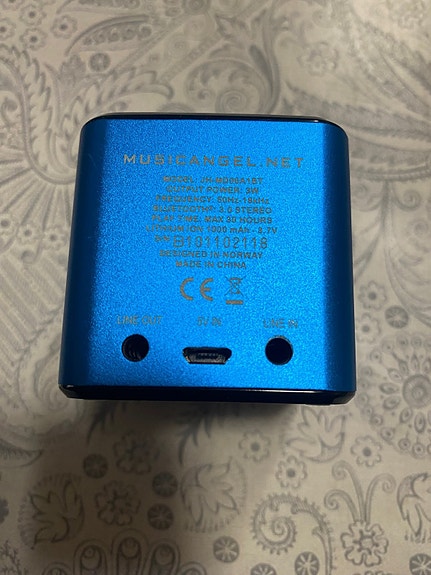 MUSICANGEL.NET
MODEL: JH-MD06A1BT
OUTPUT POWER: 3W
FREQUENCY: 50Hz-18kHz
BLUETOOTH®: 3.0 STEREO
PLAY TIME: MAX 20 HOURS
LITHIUM ION 1000 mAh - 3.7V
B131102118
DESIGNED IN NORWAY
MADE IN CHINA
CE
LINE OUT 5V IN LINE IN